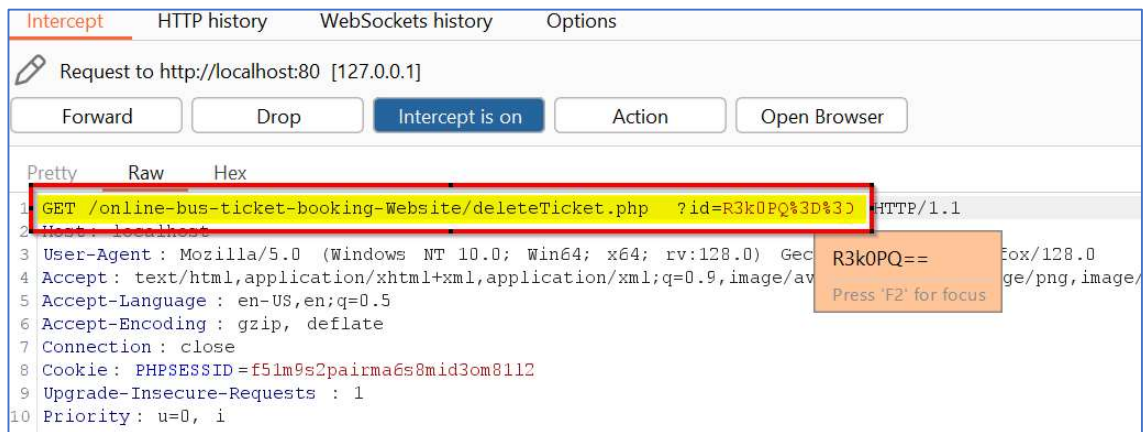 Intercept HTTP history WebSockets history Options
Request to http://localhost:80 [127.0.0.1]
Forward Drop Intercept is on Action Open Browser
Pretty Raw Hex
1 GET /online-bus-ticket-booking-Website/deleteTicket.php ?id=R3k0PQ%3D%3D HTTP/1.1
2 Host: localhost
3 User-Agent: Mozilla/5.0 (Windows NT 10.0; Win64; x64; rv:128.0) Gec fox/128.0
R3k0PQ==
4 Accept: text/html,application/xhtml+xml,application/xml;q=0.9,image/av ge/png,image/
Press 'F2' for focus
5 Accept-Language: en-US,en;q=0.5
6 Accept-Encoding: gzip, deflate
7 Connection: close
8 Cookie: PHPSESSID=f51m9s2pairma6s8mid3om81l2
9 Upgrade-Insecure-Requests : 1
10 Priority: u=0, i